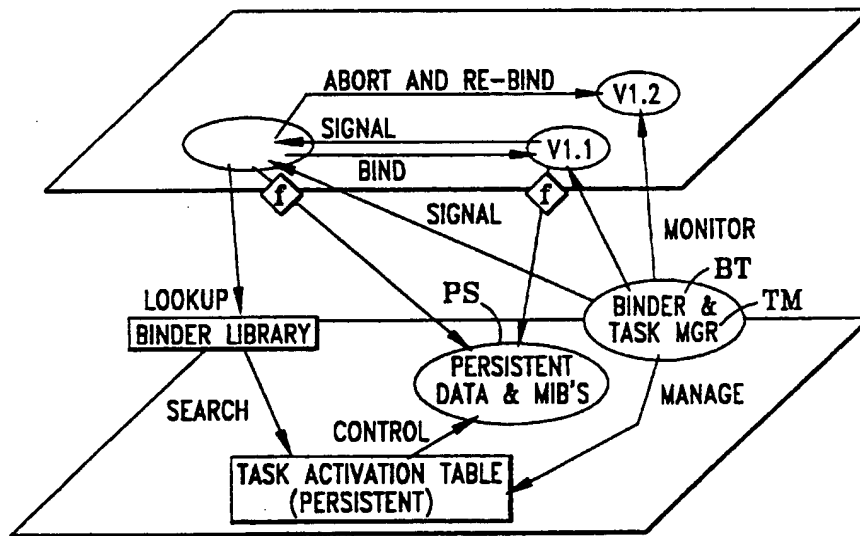 ABORT AND RE-BIND
V1.2
SIGNAL
V1.1
BIND
f
f
SIGNAL
MONITOR
BT
LOOKUP
PS
BINDER &
TM
TASK MGR
BINDER LIBRARY
PERSISTENT
DATA & MIB'S
SEARCH
MANAGE
CONTROL
TASK ACTIVATION TABLE
(PERSISTENT)